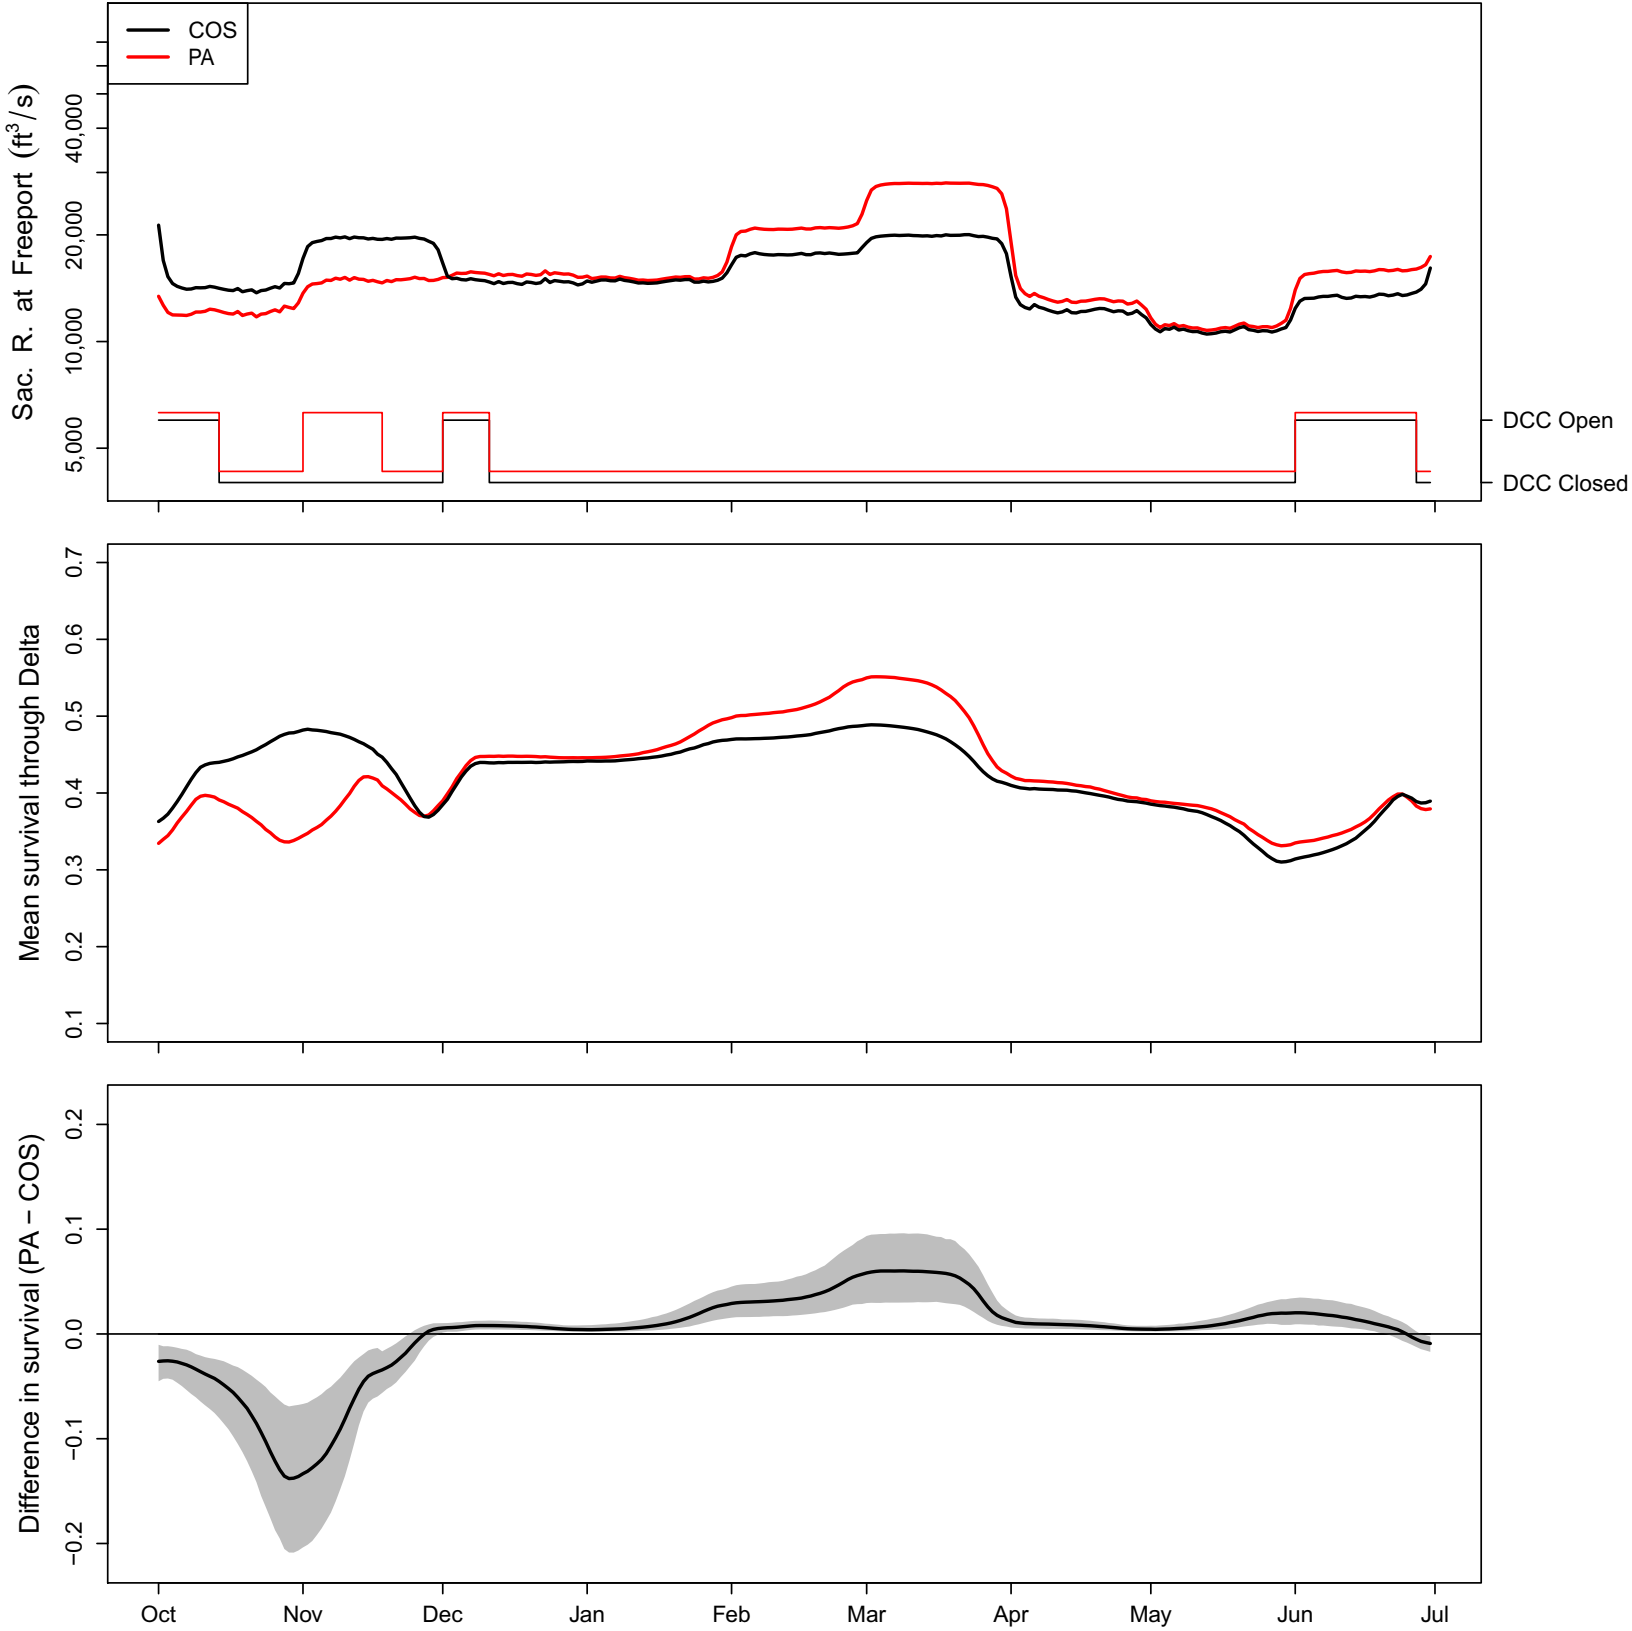 COS
PA
Sac. R. at Freeport (ft³/s)
40,000
20,000
10,000
5,000
DCC Open
DCC Closed
Mean survival through Delta
0.7
0.6
0.5
0.4
0.3
0.2
0.1
Difference in survival (PA − COS)
0.2
0.1
0.0
−0.1
−0.2
Oct Nov Dec Jan Feb Mar Apr May Jun Jul